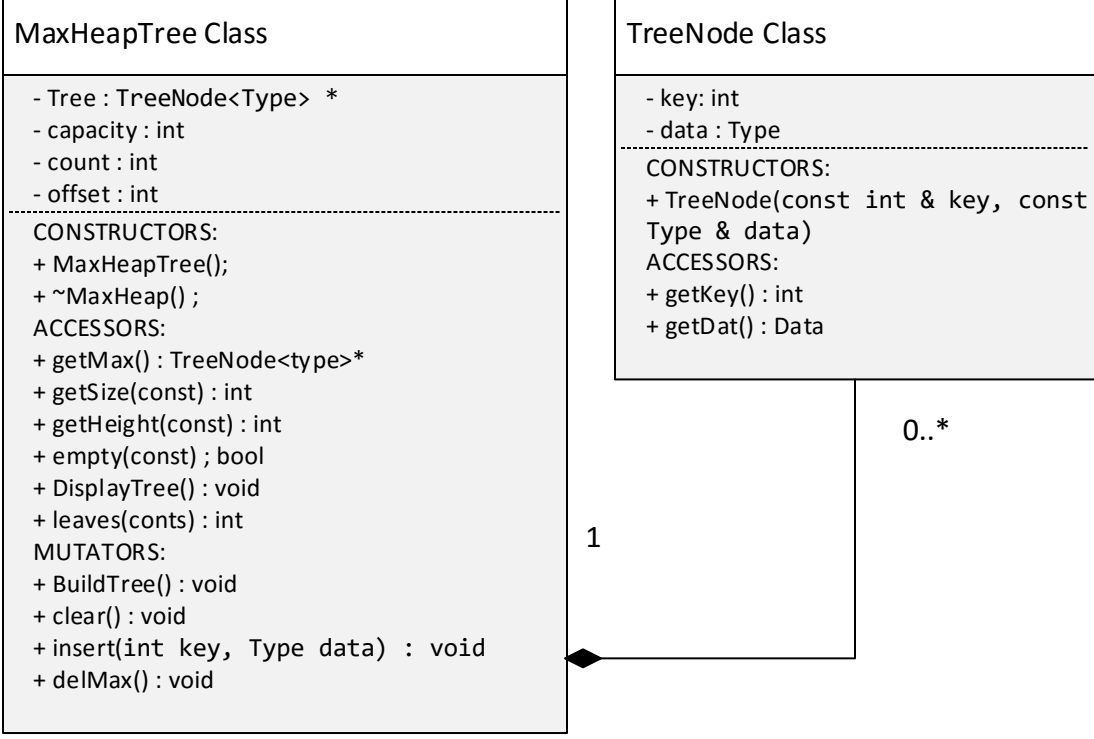 MaxHeapTree Class
- Tree : TreeNode<Type> *
- capacity : int
- count : int
- offset : int
CONSTRUCTORS:
+ MaxHeapTree();
+ ~MaxHeap() ;
ACCESSORS:
+ getMax() : TreeNode<type>*
+ getSize(const) : int
+ getHeight(const) : int
+ empty(const) ; bool
+ DisplayTree() : void
+ leaves(conts) : int
MUTATORS:
+ BuildTree() : void
+ clear() : void
+ insert(int key, Type data) : void
+ delMax() : void
TreeNode Class
- key: int
- data : Type
CONSTRUCTORS:
+ TreeNode(const int & key, const
Type & data)
ACCESSORS:
+ getKey() : int
+ getDat() : Data
0..*
1